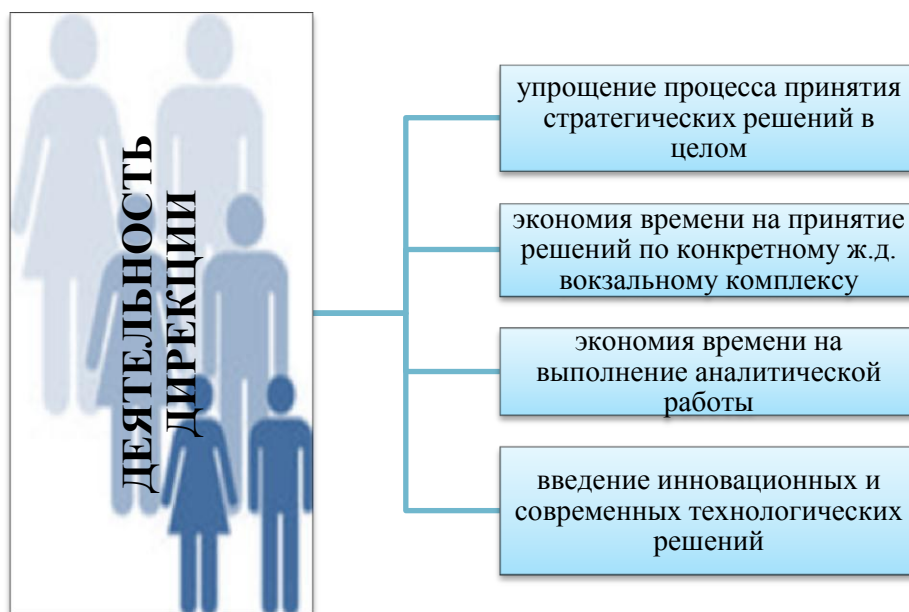 ДЕЯТЕЛЬНОСТЬ
ДИРЕКЦИИ
упрощение процесса принятия
стратегических решений в
целом
экономия времени на принятие
решений по конкретному ж.д.
вокзальному комплексу
экономия времени на
выполнение аналитической
работы
введение инновационных и
современных технологических
решений